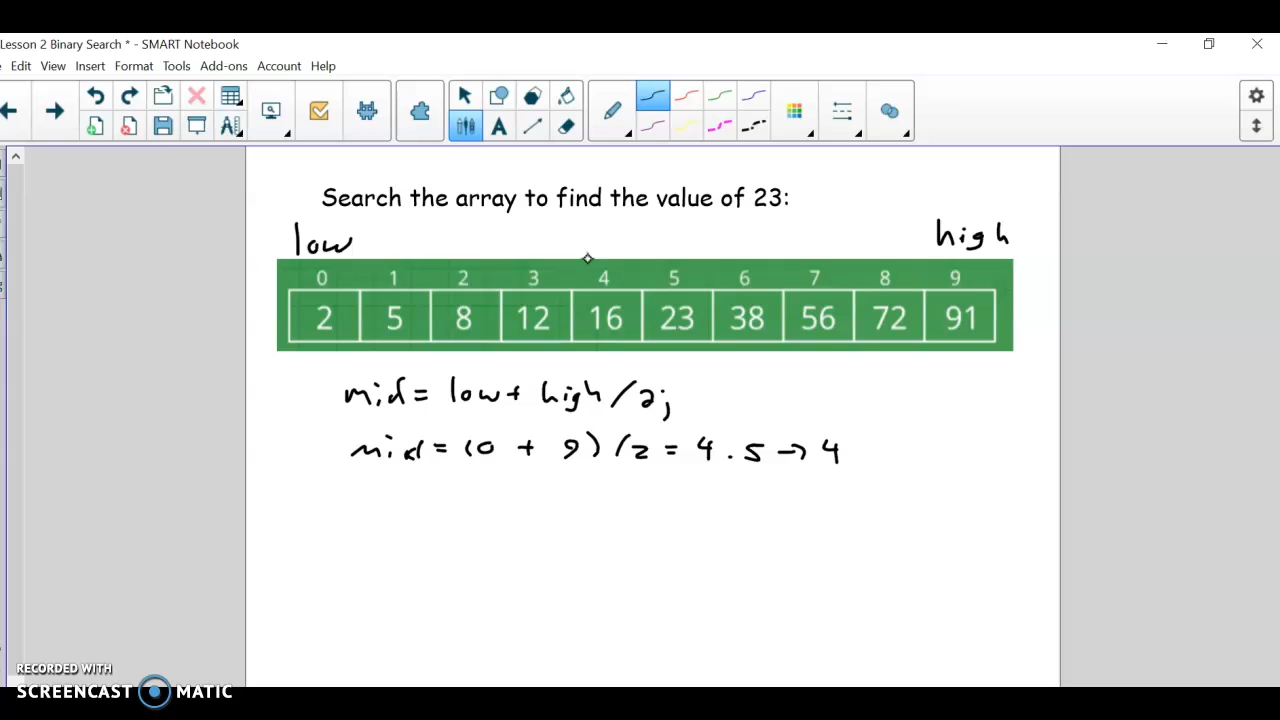 Lesson 2 Binary Search * - SMART Notebook
Edit View Insert Format Tools Add-ons Account Help
Search the array to find the value of 23:
low high
0 1 2 3 4 5 6 7 8 9
2 5 8 12 16 23 38 56 72 91
mid = low + high / 2;
mid = (0 + 9) / 2 = 4.5 → 4
RECORDED WITH
SCREENCAST MATIC